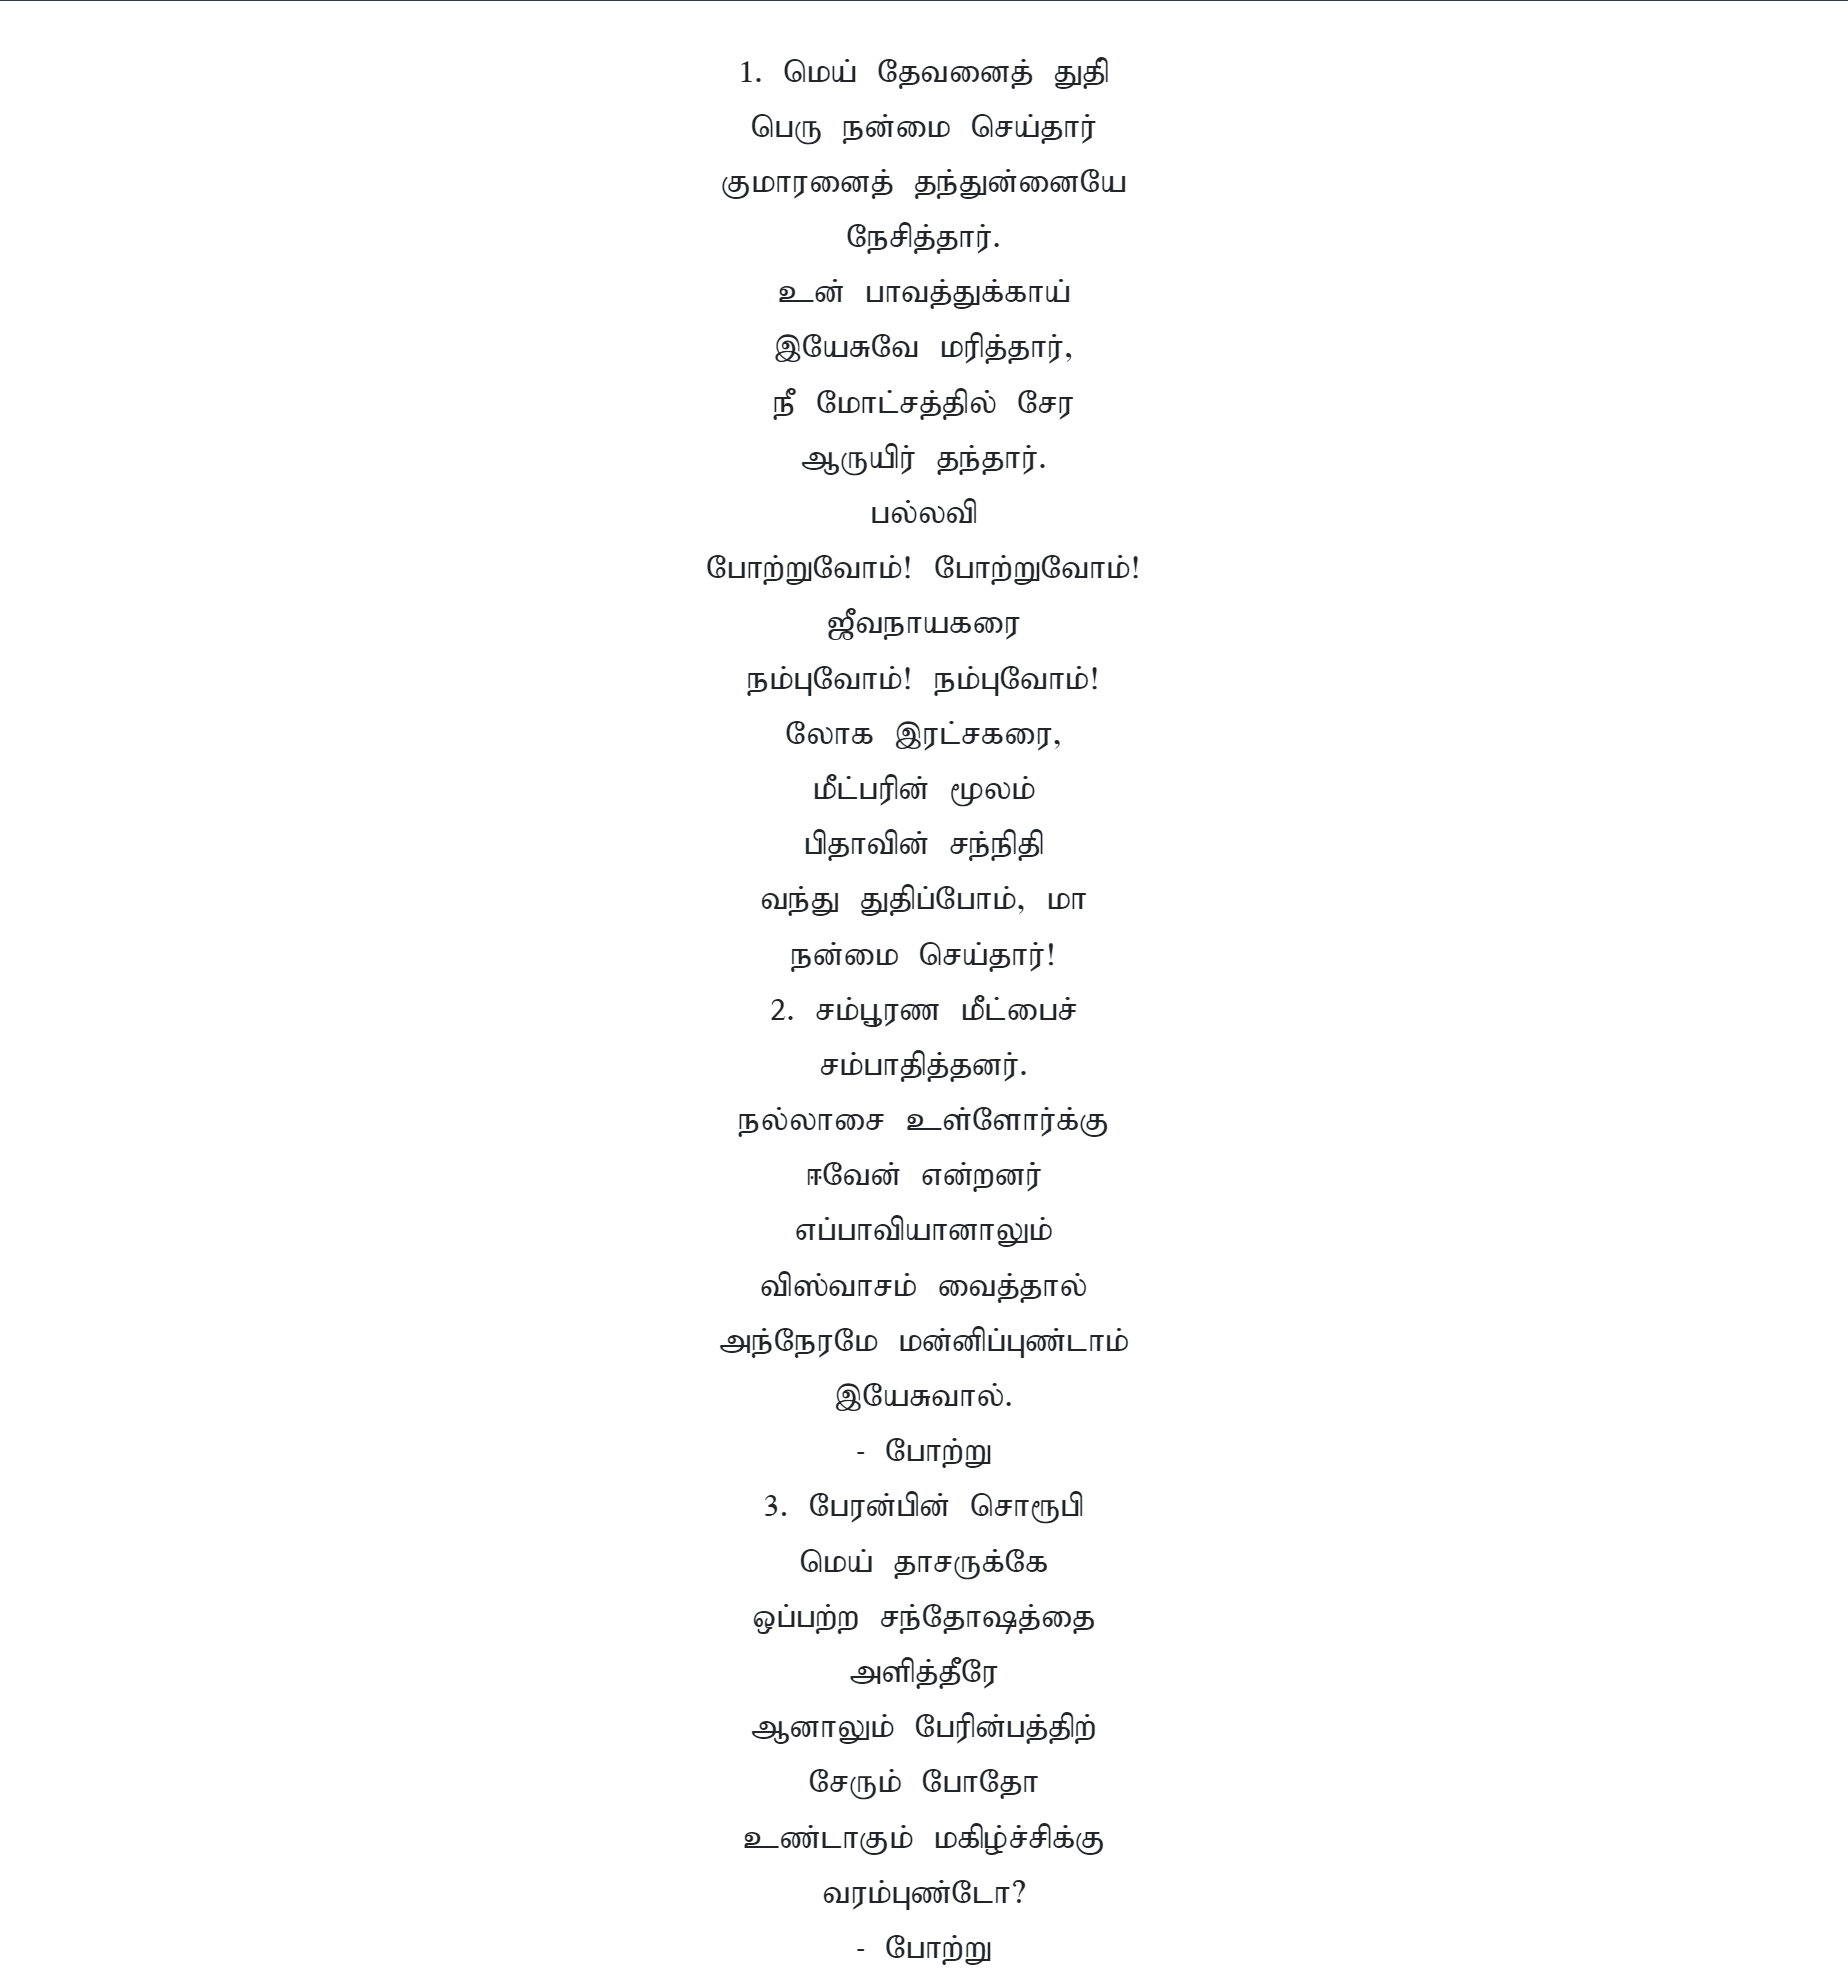 1. மெய் தேவனைத் துதி
பெரு நன்மை செய்தார்
குமாரனைத் தந்துன்னையே
நேசித்தார்.
உன் பாவத்துக்காய்
இயேசுவே மரித்தார்,
நீ மோட்சத்தில் சேர
ஆருயிர் தந்தார்.
பல்லவி
போற்றுவோம்! போற்றுவோம்!
ஜீவநாயகரை
நம்புவோம்! நம்புவோம்!
லோக இரட்சகரை,
மீட்பரின் மூலம்
பிதாவின் சந்நிதி
வந்து துதிப்போம், மா
நன்மை செய்தார்!
2. சம்பூரண மீட்பைச்
சம்பாதித்தனர்.
நல்லாசை உள்ளோர்க்கு
ஈவேன் என்றனர்
எப்பாவியானாலும்
விஸ்வாசம் வைத்தால்
அந்நேரமே மன்னிப்புண்டாம்
இயேசுவால்.
- போற்று
3. பேரன்பின் சொரூபி
மெய் தாசருக்கே
ஒப்பற்ற சந்தோஷத்தை
அளித்தீரே
ஆனாலும் பேரின்பத்திற்
சேரும் போதோ
உண்டாகும் மகிழ்ச்சிக்கு
வரம்புண்டோ?
- போற்று